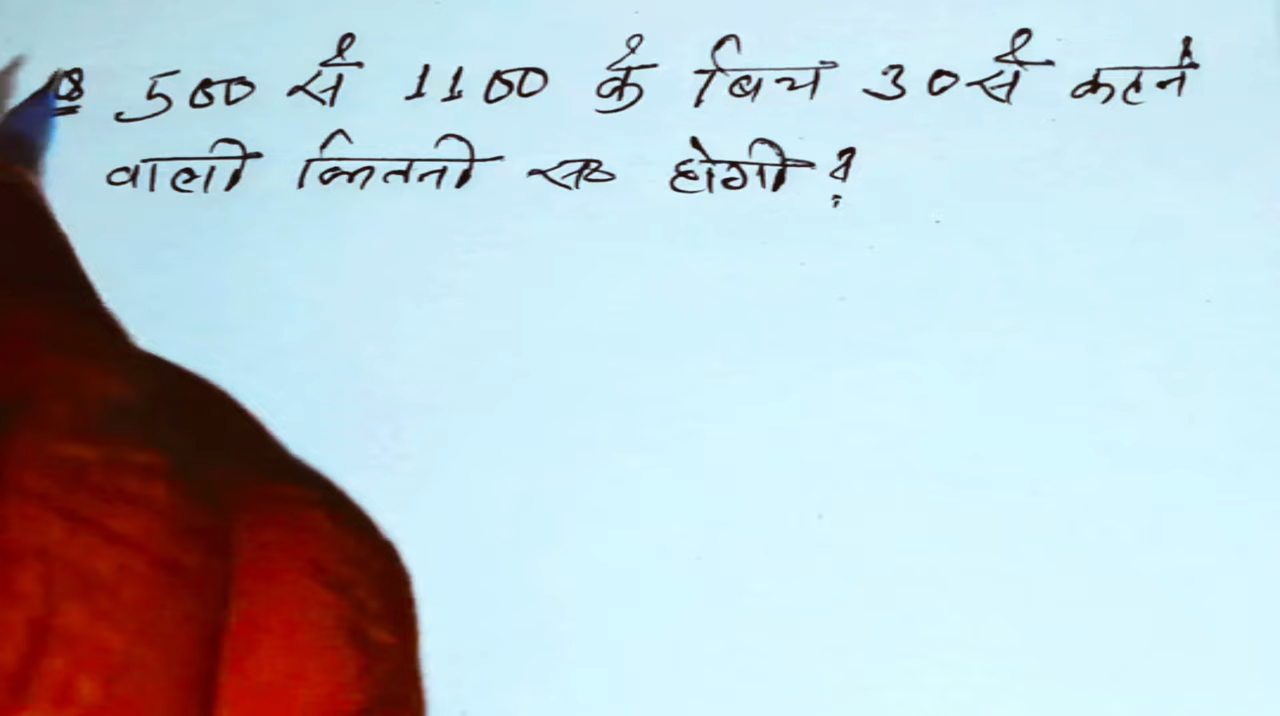 Q 500 से 1100 के बिच 30 से कटने
वाली कितनी सं० होगी ?